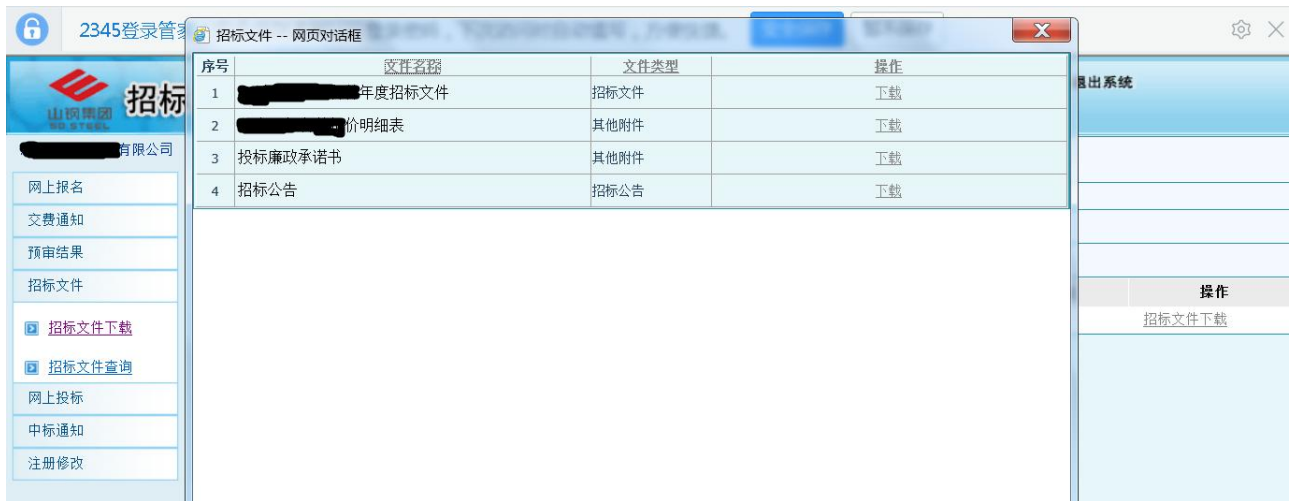 2345登录管家
招标文件 -- 网页对话框
山钢集团
SD STEEL
招标
退出系统
有限公司
网上报名
交费通知
预审结果
招标文件
招标文件下载
招标文件查询
网上投标
中标通知
注册修改
序号 文件名称 文件类型 操作
1 年度招标文件 招标文件 下载
2 价明细表 其他附件 下载
3 投标廉政承诺书 其他附件 下载
4 招标公告 招标公告 下载
操作
招标文件下载